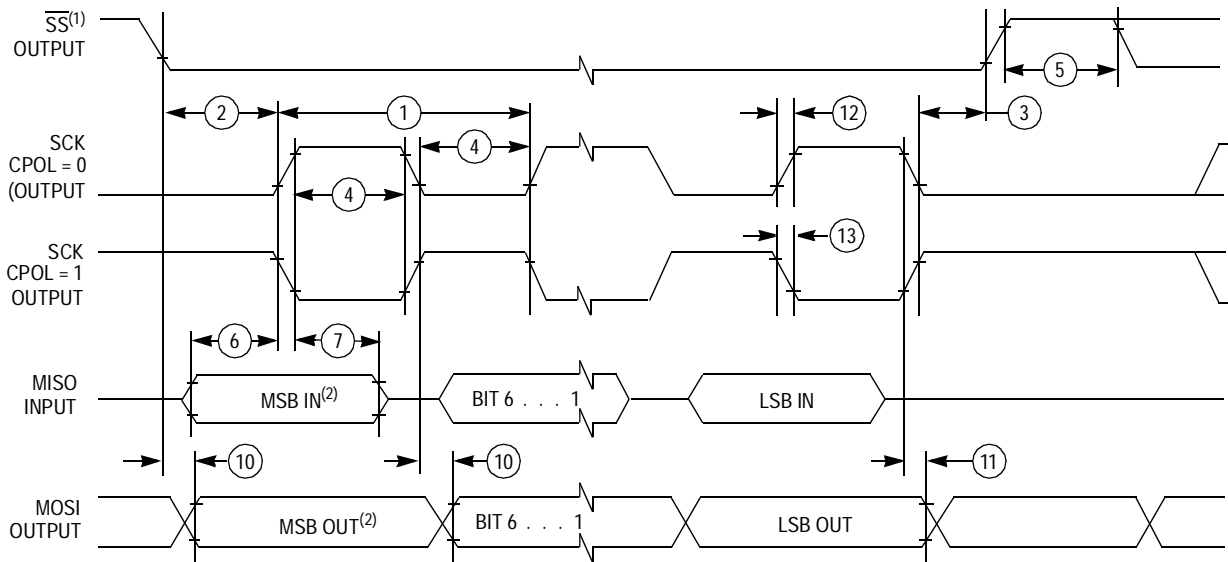 SS(1)
OUTPUT
5
2
1
12
3
SCK
CPOL = 0
(OUTPUT
4
4
SCK
CPOL = 1
OUTPUT
13
6
7
MISO
INPUT
MSB IN(2)
BIT 6 . . . 1
LSB IN
10
10
11
MOSI
OUTPUT
MSB OUT(2)
BIT 6 . . . 1
LSB OUT